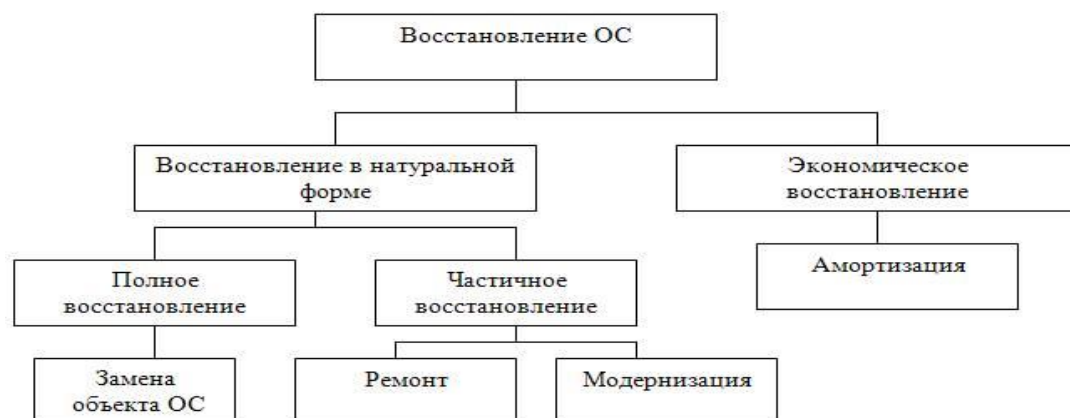 Восстановление ОС
Восстановление в натуральной
форме
Экономическое
восстановление
Полное
восстановление
Частичное
восстановление
Амортизация
Замена
объекта ОС
Ремонт
Модернизация